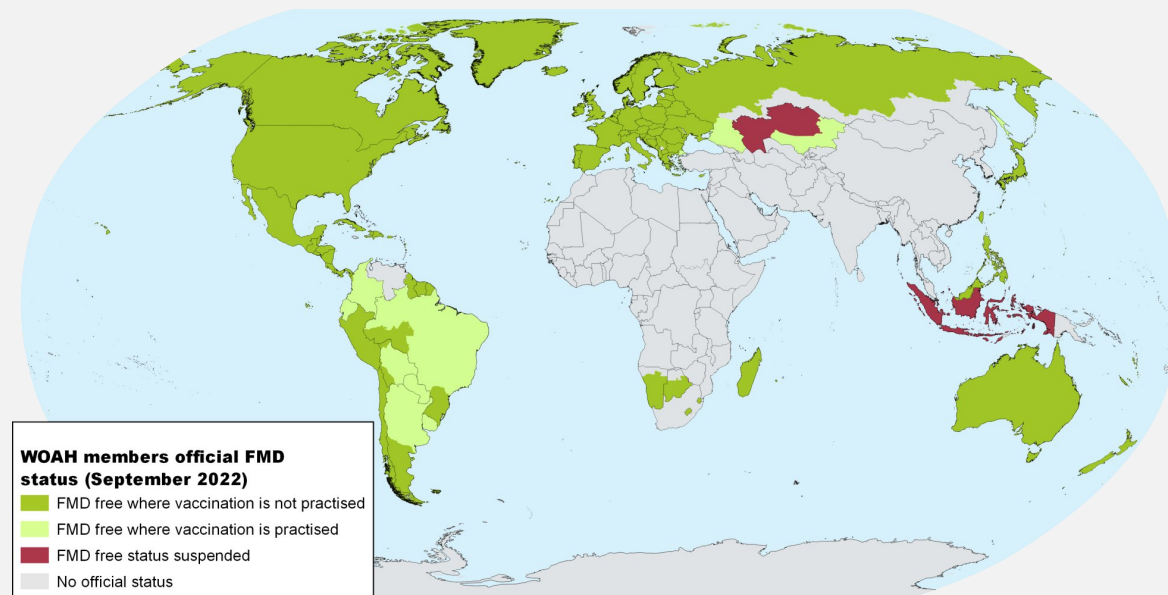 WOAH members official FMD
status (September 2022)
FMD free where vaccination is not practised
FMD free where vaccination is practised
FMD free status suspended
No official status